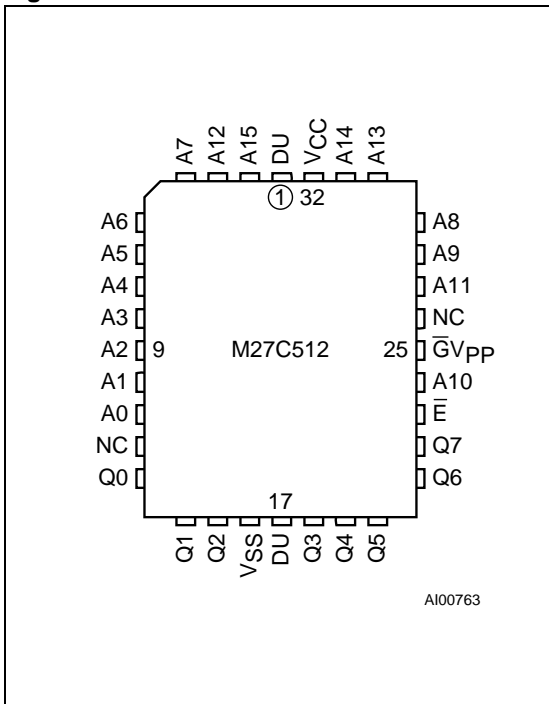 A7 A12 A15 DU VCC A14 A13
1 32
A6 A8
A5 A9
A4 A11
A3 NC
A2 9 M27C512 25 G̅VPP
A1 A10
A0 E̅
NC Q7
Q0 Q6
17
Q1 Q2 VSS DU Q3 Q4 Q5
AI00763